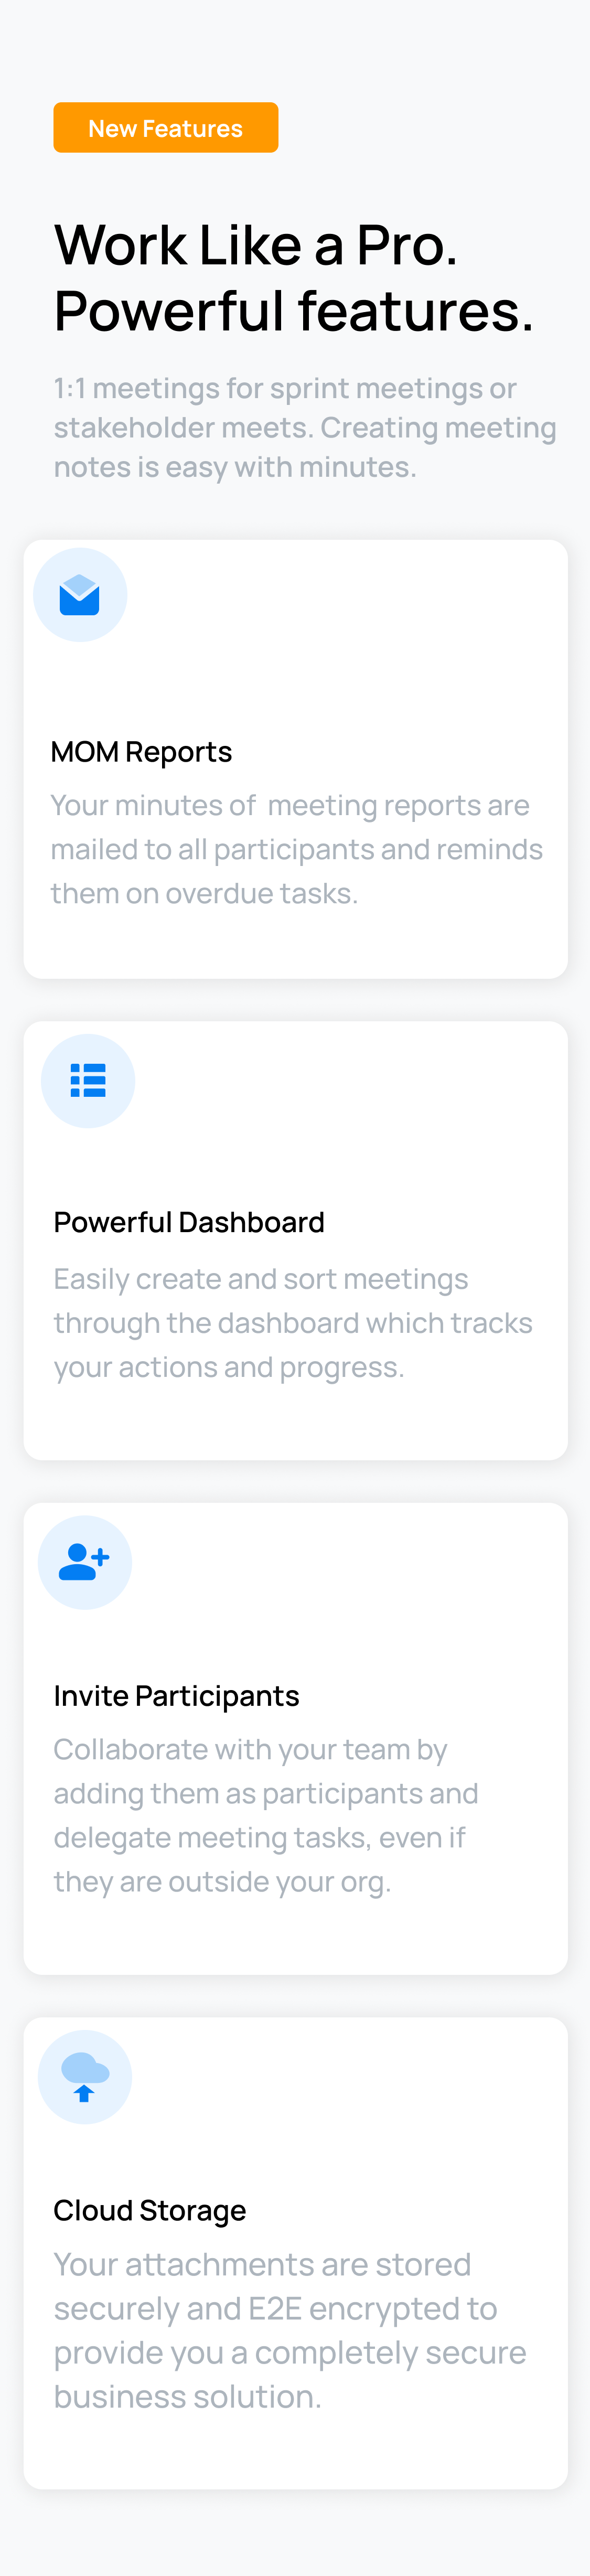 New Features
Work Like a Pro.
Powerful features.
1:1 meetings for sprint meetings or
stakeholder meets. Creating meeting
notes is easy with minutes.
MOM Reports
Your minutes of  meeting reports are
mailed to all participants and reminds
them on overdue tasks.
Powerful Dashboard
Easily create and sort meetings
through the dashboard which tracks
your actions and progress.
Invite Participants
Collaborate with your team by
adding them as participants and
delegate meeting tasks, even if
they are outside your org.
Cloud Storage
Your attachments are stored
securely and E2E encrypted to
provide you a completely secure
business solution.